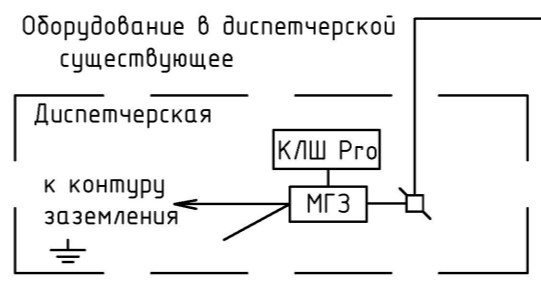 Оборудование в диспетчерской
существующее
Диспетчерская
КЛШ Pro
к контуру
заземления
МГЗ